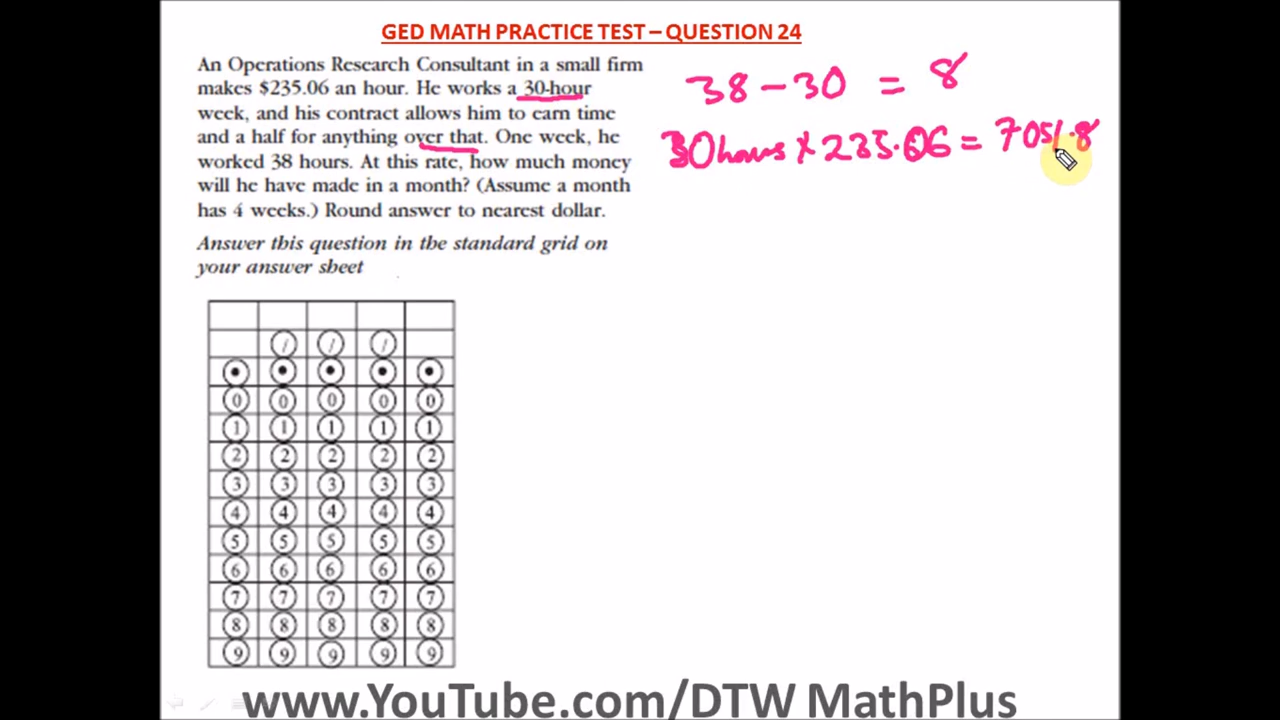 GED MATH PRACTICE TEST – QUESTION 24
An Operations Research Consultant in a small firm
makes $235.06 an hour. He works a 30-hour
week, and his contract allows him to earn time
and a half for anything over that. One week, he
worked 38 hours. At this rate, how much money
will he have made in a month? (Assume a month
has 4 weeks.) Round answer to nearest dollar.
Answer this question in the standard grid on
your answer sheet
38 - 30 = 8
30 hours x 235.06 = 7051.8
/ / /
• • • • •
0 0 0 0 0
1 1 1 1 1
2 2 2 2 2
3 3 3 3 3
4 4 4 4 4
5 5 5 5 5
6 6 6 6 6
7 7 7 7 7
8 8 8 8 8
9 9 9 9 9
www.YouTube.com/DTW MathPlus